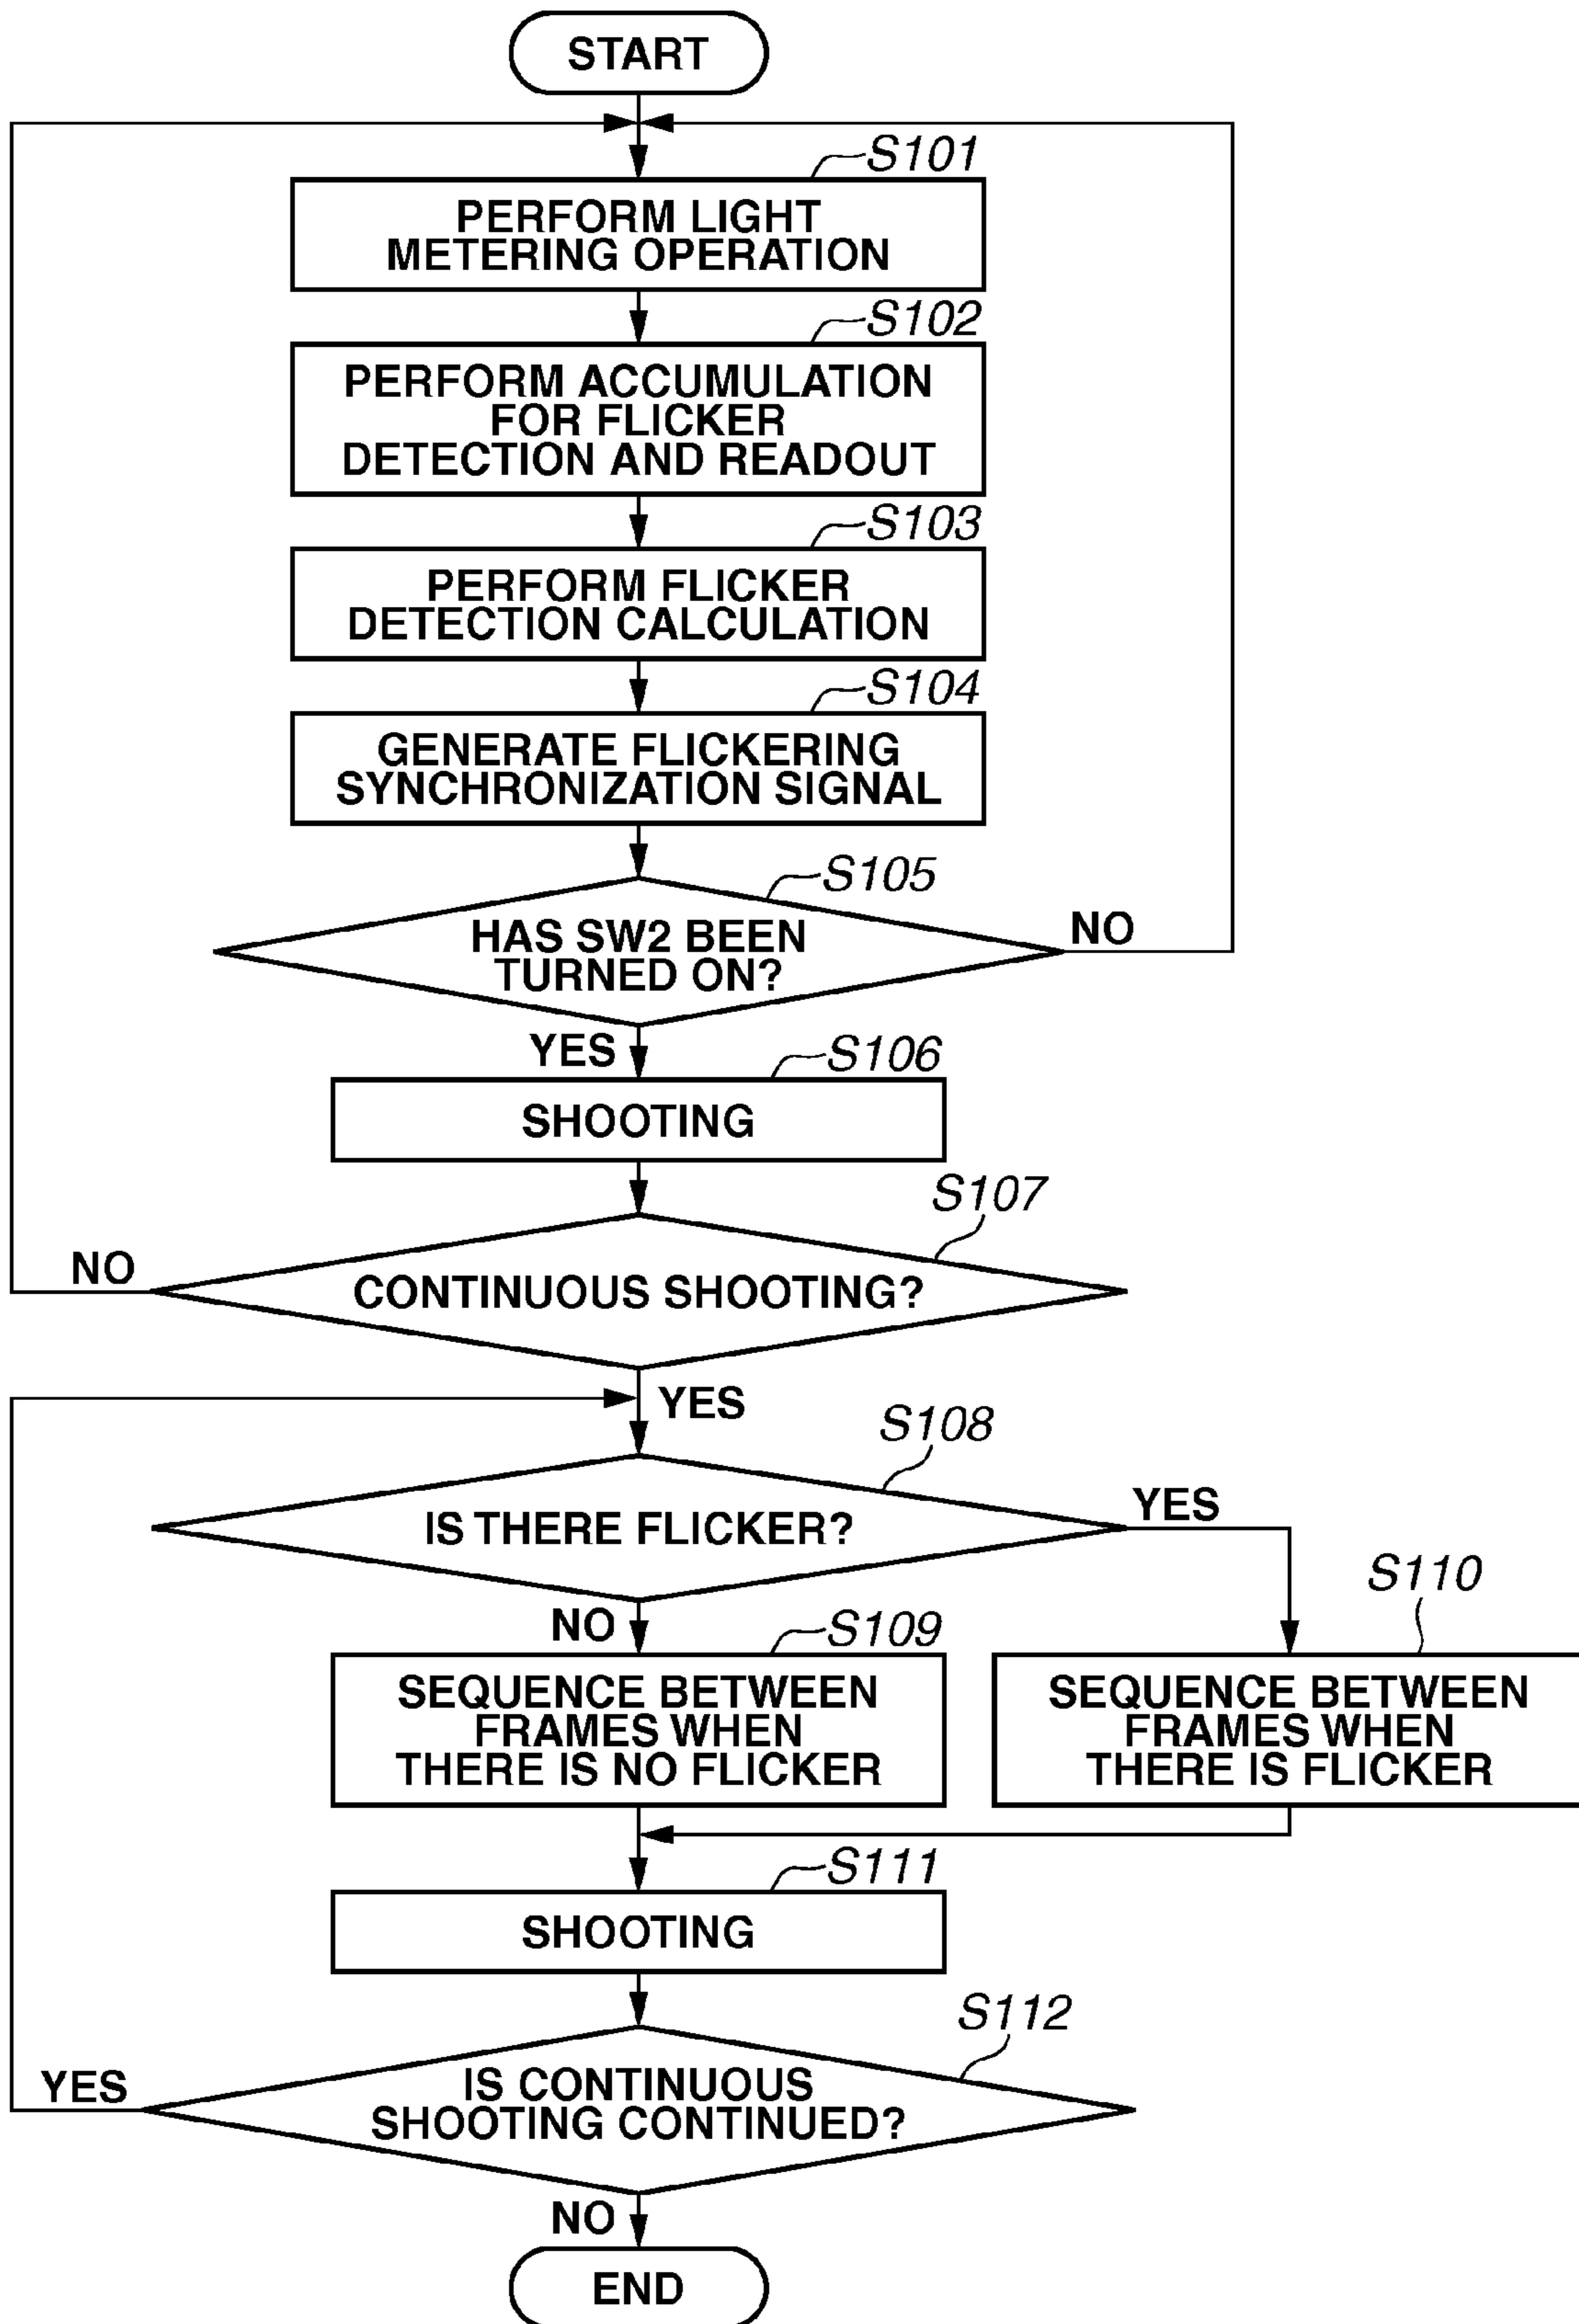 START
S101
PERFORM LIGHT
METERING OPERATION
S102
PERFORM ACCUMULATION
FOR FLICKER
DETECTION AND READOUT
S103
PERFORM FLICKER
DETECTION CALCULATION
S104
GENERATE FLICKERING
SYNCHRONIZATION SIGNAL
S105
HAS SW2 BEEN
TURNED ON?
NO
YES
S106
SHOOTING
S107
NO
CONTINUOUS SHOOTING?
YES
S108
IS THERE FLICKER?
YES
NO
S109
SEQUENCE BETWEEN
FRAMES WHEN
THERE IS NO FLICKER
S110
SEQUENCE BETWEEN
FRAMES WHEN
THERE IS FLICKER
S111
SHOOTING
S112
YES
IS CONTINUOUS
SHOOTING CONTINUED?
NO
END